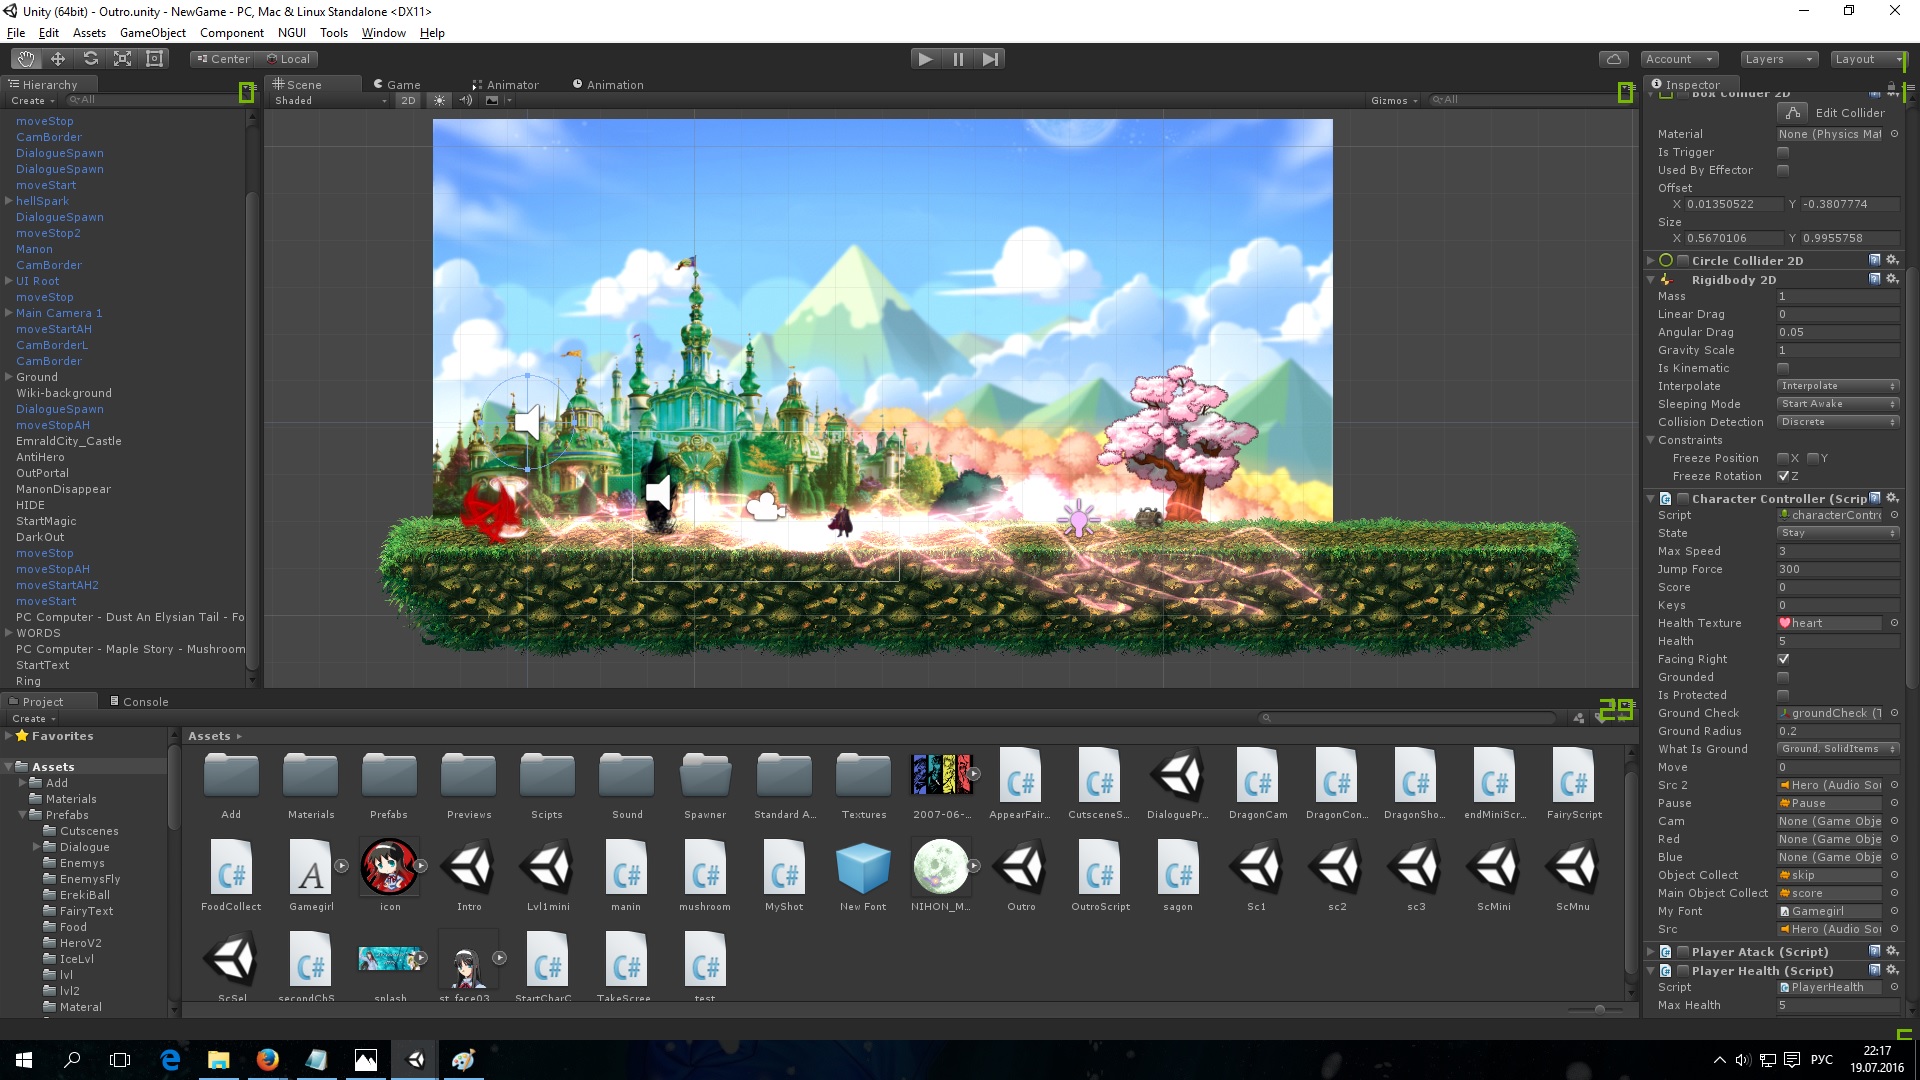 Unity (64bit) - Outro.unity - NewGame - PC, Mac & Linux Standalone <DX11>
File Edit Assets GameObject Component NGUI Tools Window Help
Center Local
Account Layers Layout
Hierarchy
Create All
moveStop
CamBorder
DialogueSpawn
DialogueSpawn
moveStart
hellSpark
DialogueSpawn
moveStop2
Manon
CamBorder
UI Root
moveStop
Main Camera 1
moveStartAH
CamBorderL
CamBorder
Ground
Wiki-background
DialogueSpawn
moveStopAH
EmraldCity_Castle
AntiHero
OutPortal
ManonDisappear
HIDE
StartMagic
DarkOut
moveStop
moveStopAH
moveStartAH2
moveStart
PC Computer - Dust An Elysian Tail - Fo
WORDS
PC Computer - Maple Story - Mushroom
StartText
Ring
Scene Game Animator Animation
Shaded 2D Gizmos All
Inspector
Box Collider 2D
Edit Collider
Material None (Physics Mat
Is Trigger
Used By Effector
Offset
X 0.01350522 Y -0.3807774
Size
X 0.5670106 Y 0.9955758
Circle Collider 2D
Rigidbody 2D
Mass 1
Linear Drag 0
Angular Drag 0.05
Gravity Scale 1
Is Kinematic
Interpolate Interpolate
Sleeping Mode Start Awake
Collision Detection Discrete
Constraints
Freeze Position X Y
Freeze Rotation Z
Character Controller (Scrip
Script characterContro
State Stay
Max Speed 3
Jump Force 300
Score 0
Keys 0
Health Texture heart
Health 5
Facing Right
Grounded
Is Protected
Ground Check groundCheck (T
Ground Radius 0.2
What Is Ground Ground, SolidItems
Move 0
Src 2 Hero (Audio Sou
Pause Pause
Cam None (Game Obje
Red None (Game Obje
Blue None (Game Obje
Object Collect skip
Main Object Collect score
My Font Gamegirl
Src Hero (Audio Sou
Player Atack (Script)
Player Health (Script)
Script PlayerHealth
Max Health 5
Project Console
Create
29
Favorites
Assets
Add
Materials
Prefabs
Cutscenes
Dialogue
Enemys
EnemysFly
ErekiBall
FairyText
Food
HeroV2
IceLvl
lvl
lvl2
Material
Assets
Add Materials Prefabs Previews Scipts Sound Spawner Standard A... Textures 2007-06-... AppearFair... CutsceneS... DialoguePr... DragonCam DragonCon... DragonSho... endMiniScr... FairyScript
FoodCollect Gamegirl icon Intro Lvl1mini manin mushroom MyShot New Font NIHON_M... Outro OutroScript sagon Sc1 sc2 sc3 ScMini ScMnu
ScSel secondChS... splash st_face03 StartCharC... TakeScree... test
РУС
22:17
19.07.2016